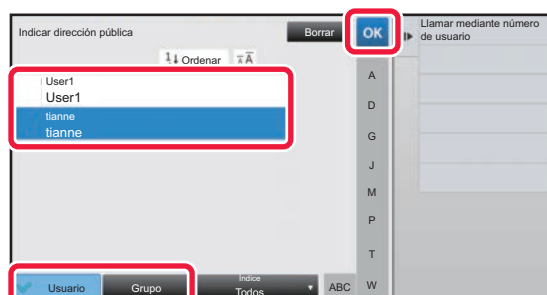 Indicar dirección pública
Borrar
OK
Llamar mediante número
de usuario
Ordenar
A A
User1
User1
tianne
tianne
A
D
G
J
M
P
T
W
Usuario
Grupo
Índice
Todos
ABC